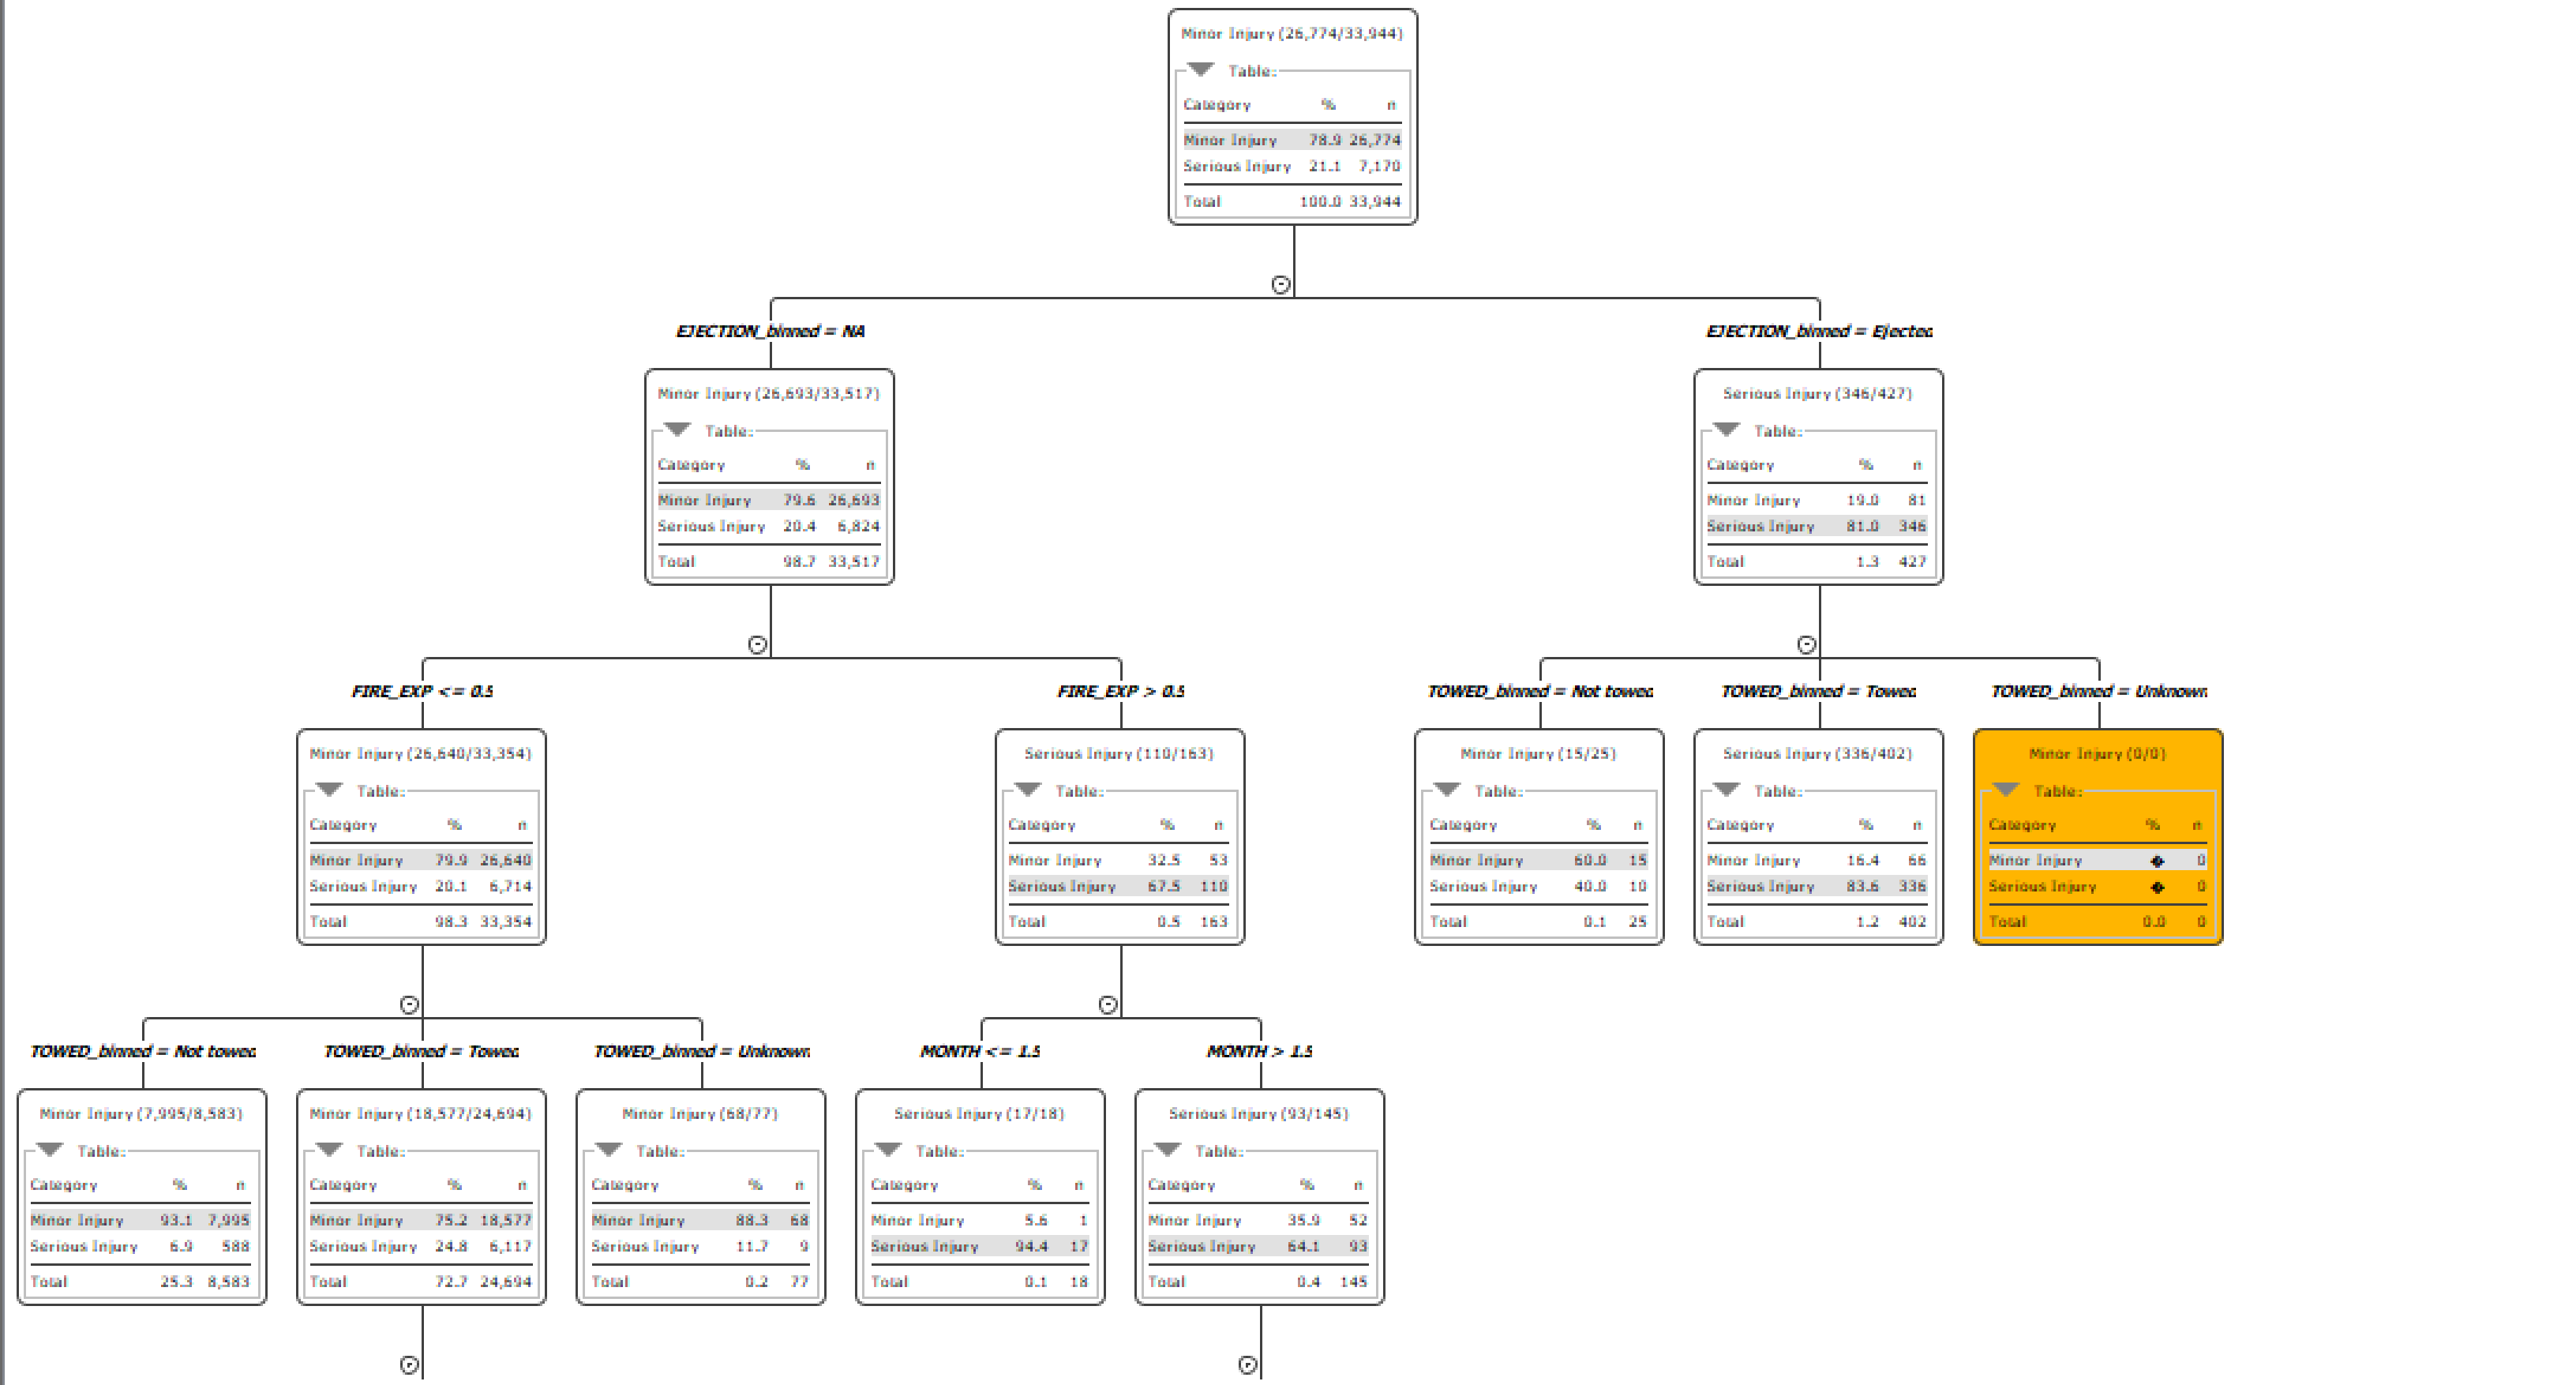 Minor Injury (26,774/33,944)
Table:
Category % n
Minor Injury 78.9 26,774
Serious Injury 21.1 7,170
Total 100.0 33,944
EJECTION_binned = NA
EJECTION_binned = Ejected
Minor Injury (26,693/33,517)
Table:
Category % n
Minor Injury 79.6 26,693
Serious Injury 20.4 6,824
Total 98.7 33,517
Serious Injury (346/427)
Table:
Category % n
Minor Injury 19.0 81
Serious Injury 81.0 346
Total 1.3 427
FIRE_EXP <= 0.5
FIRE_EXP > 0.5
TOWED_binned = Not towed
TOWED_binned = Towed
TOWED_binned = Unknown
Minor Injury (26,640/33,354)
Table:
Category % n
Minor Injury 79.9 26,640
Serious Injury 20.1 6,714
Total 98.3 33,354
Serious Injury (110/163)
Table:
Category % n
Minor Injury 32.5 53
Serious Injury 67.5 110
Total 0.5 163
Minor Injury (15/25)
Table:
Category % n
Minor Injury 60.0 15
Serious Injury 40.0 10
Total 0.1 25
Serious Injury (336/402)
Table:
Category % n
Minor Injury 16.4 66
Serious Injury 83.6 336
Total 1.2 402
Minor Injury (0/0)
Table:
Category % n
Minor Injury � 0
Serious Injury � 0
Total 0.0 0
TOWED_binned = Not towed
TOWED_binned = Towed
TOWED_binned = Unknown
MONTH <= 1.5
MONTH > 1.5
Minor Injury (7,995/8,583)
Table:
Category % n
Minor Injury 93.1 7,995
Serious Injury 6.9 588
Total 25.3 8,583
Minor Injury (18,577/24,694)
Table:
Category % n
Minor Injury 75.2 18,577
Serious Injury 24.8 6,117
Total 72.7 24,694
Minor Injury (68/77)
Table:
Category % n
Minor Injury 88.3 68
Serious Injury 11.7 9
Total 0.2 77
Serious Injury (17/18)
Table:
Category % n
Minor Injury 5.6 1
Serious Injury 94.4 17
Total 0.1 18
Serious Injury (93/145)
Table:
Category % n
Minor Injury 35.9 52
Serious Injury 64.1 93
Total 0.4 145